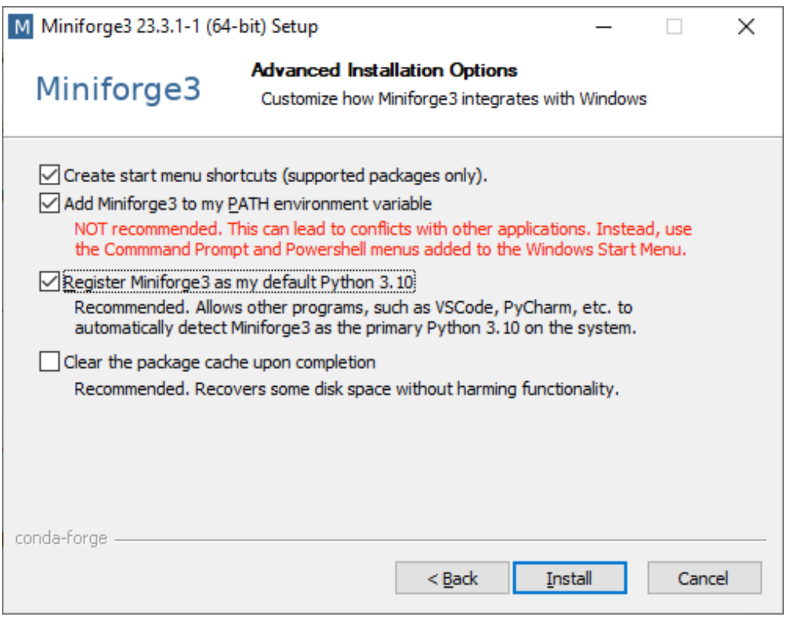 M Miniforge3 23.3.1-1 (64-bit) Setup
Miniforge3
Advanced Installation Options
Customize how Miniforge3 integrates with Windows
Create start menu shortcuts (supported packages only).
Add Miniforge3 to my PATH environment variable
NOT recommended. This can lead to conflicts with other applications. Instead, use
the Commmand Prompt and Powershell menus added to the Windows Start Menu.
Register Miniforge3 as my default Python 3.10
Recommended. Allows other programs, such as VSCode, PyCharm, etc. to
automatically detect Miniforge3 as the primary Python 3.10 on the system.
Clear the package cache upon completion
Recommended. Recovers some disk space without harming functionality.
conda-forge
< Back
Install
Cancel